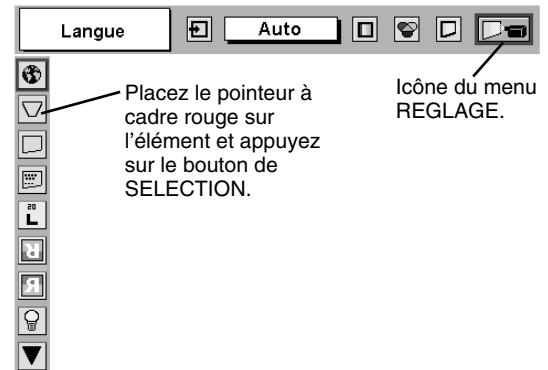 Langue
Auto
Placez le pointeur à
cadre rouge sur
l'élément et appuyez
sur le bouton de
SELECTION.
Icône du menu
REGLAGE.
20
L
R
R